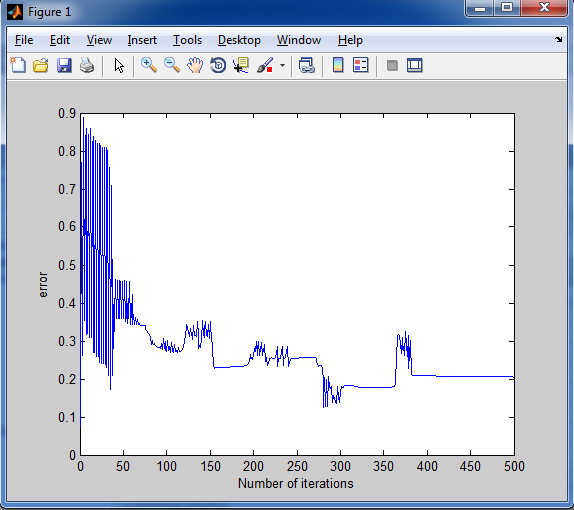 Figure 1
File Edit View Insert Tools Desktop Window Help
0.9
0.8
0.7
0.6
0.5
0.4
0.3
0.2
0.1
0
error
0 50 100 150 200 250 300 350 400 450 500
Number of iterations